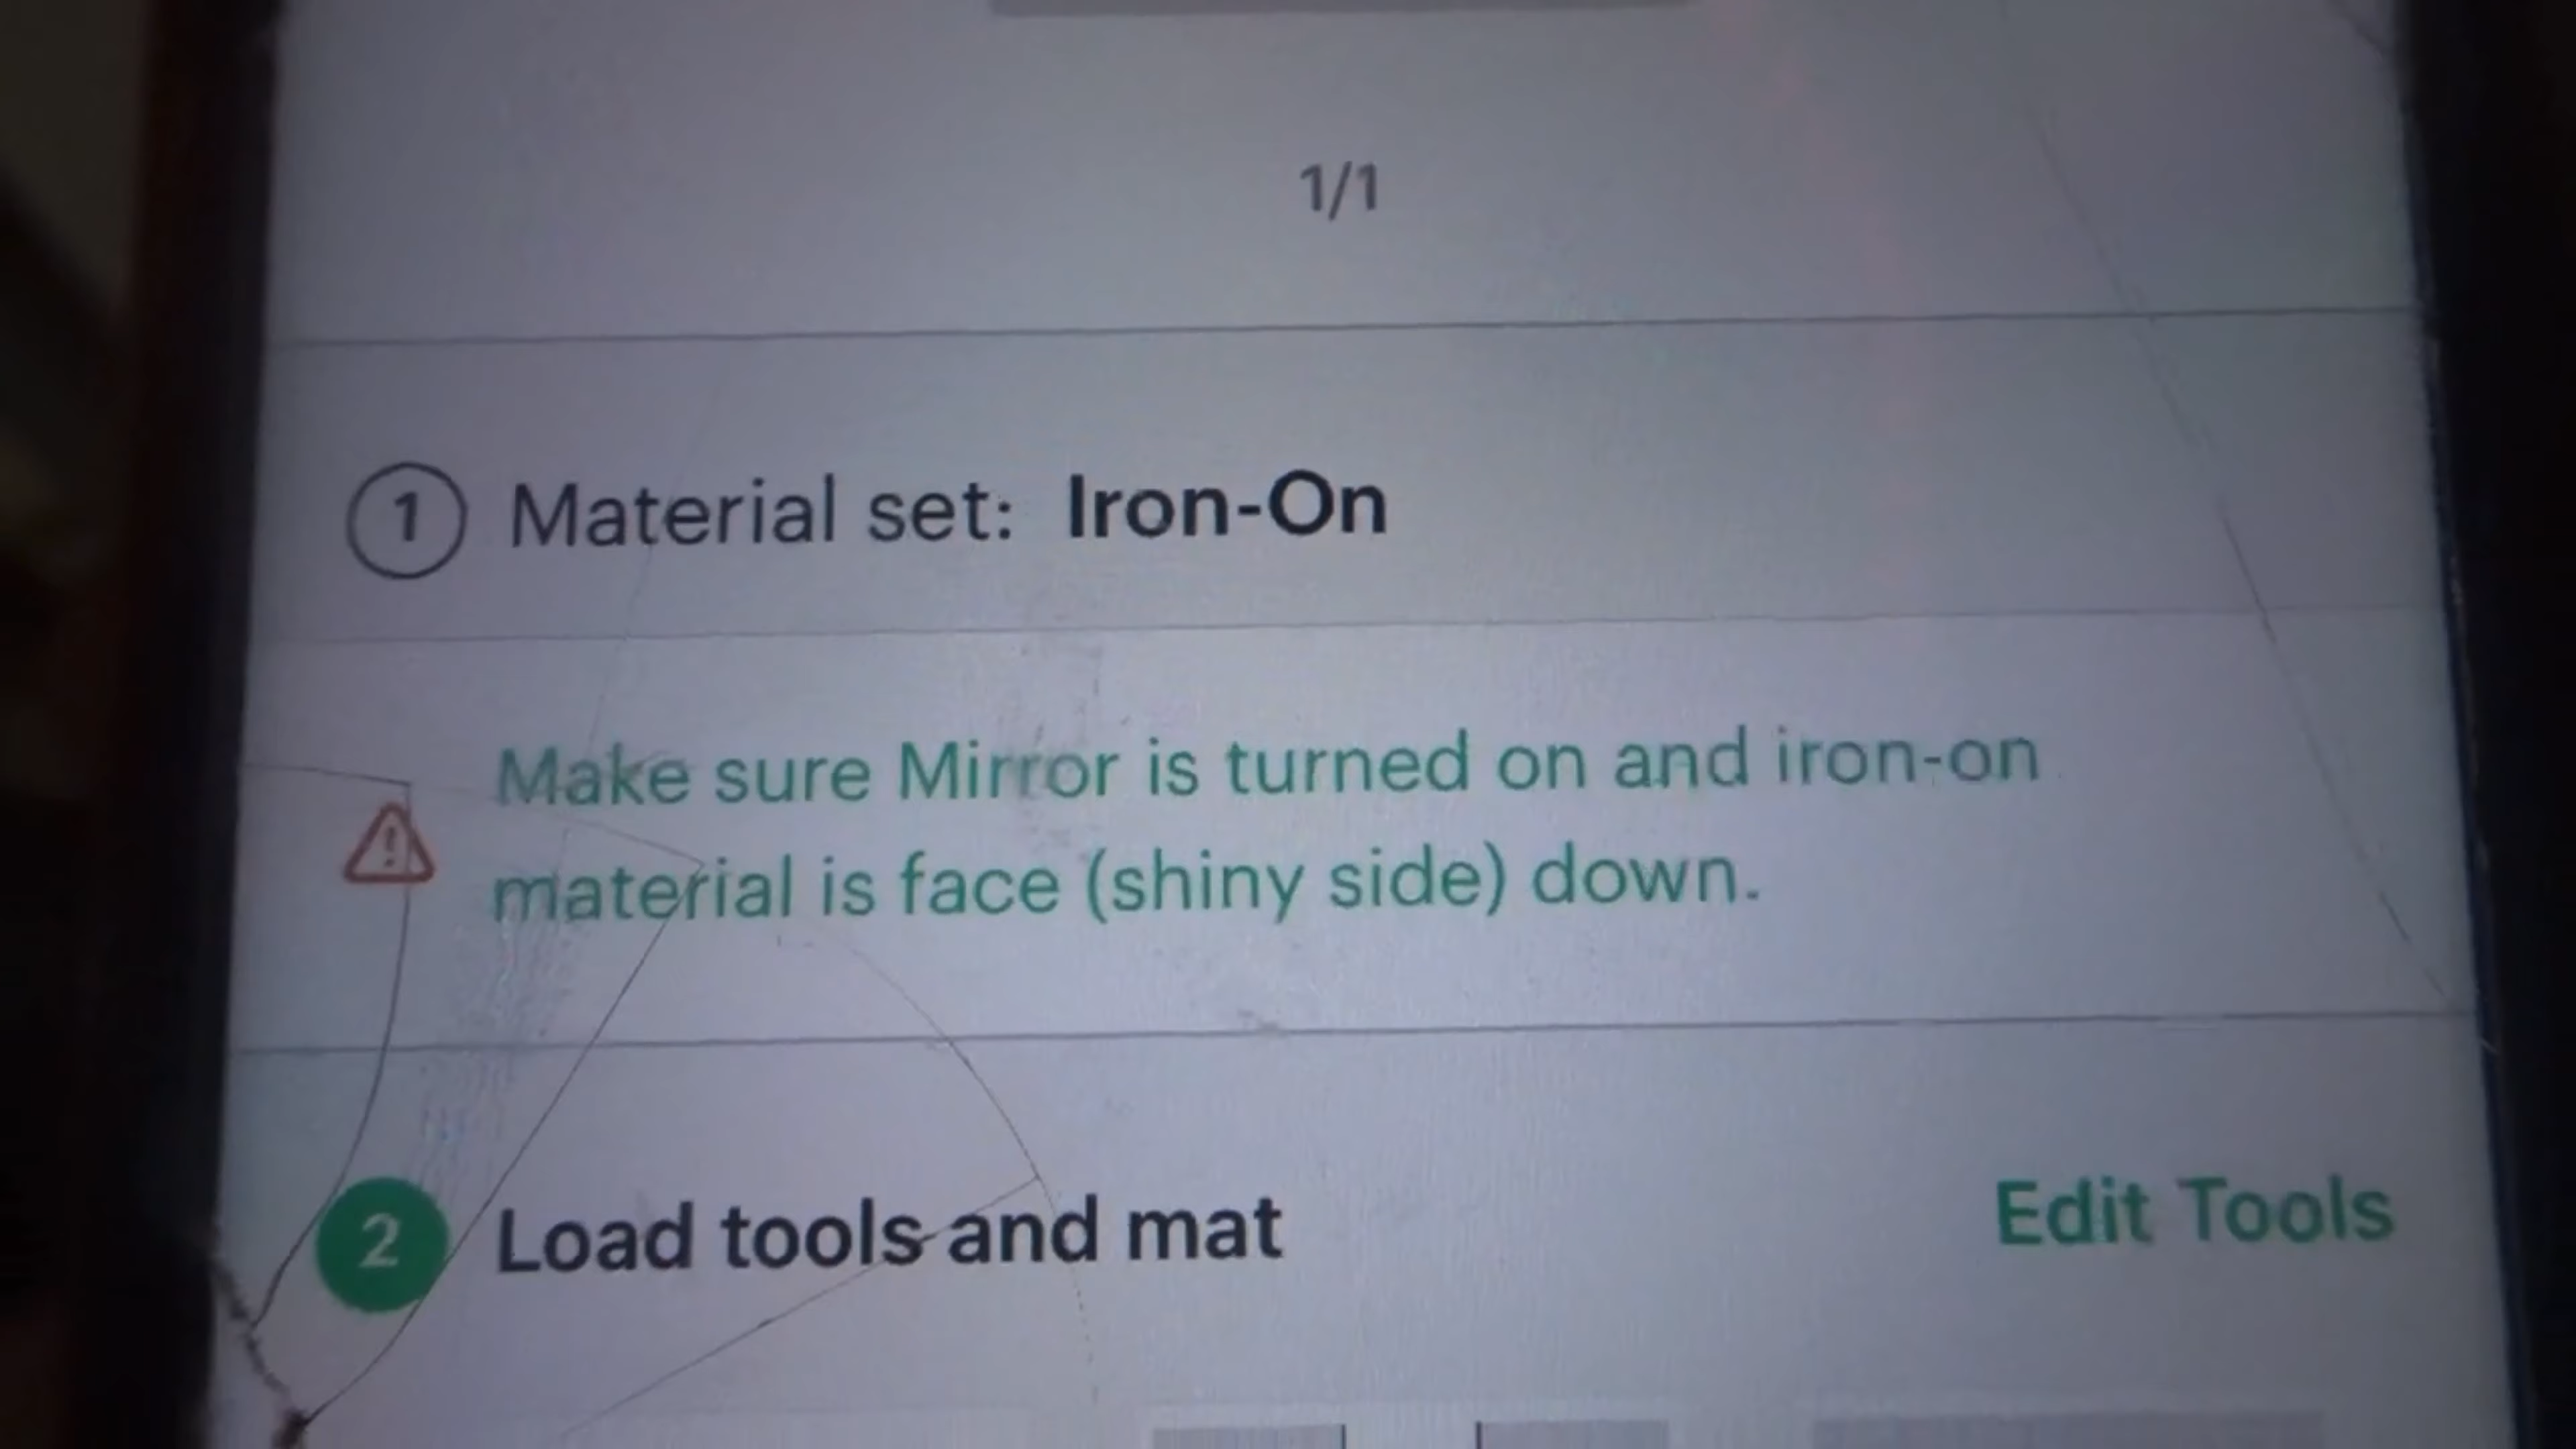 1/1
1 Material set: Iron-On
Make sure Mirror is turned on and iron-on
material is face (shiny side) down.
2 Load tools and mat Edit Tools